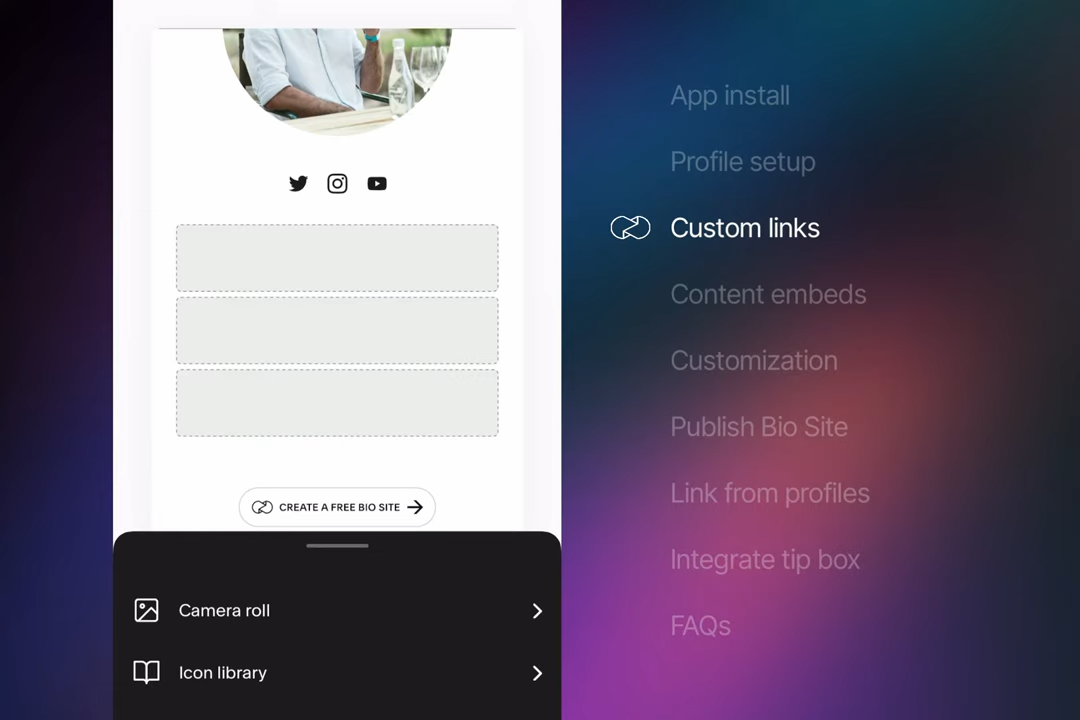 CREATE A FREE BIO SITE
Camera roll
Icon library
App install
Profile setup
Custom links
Content embeds
Customization
Publish Bio Site
Link from profiles
Integrate tip box
FAQs